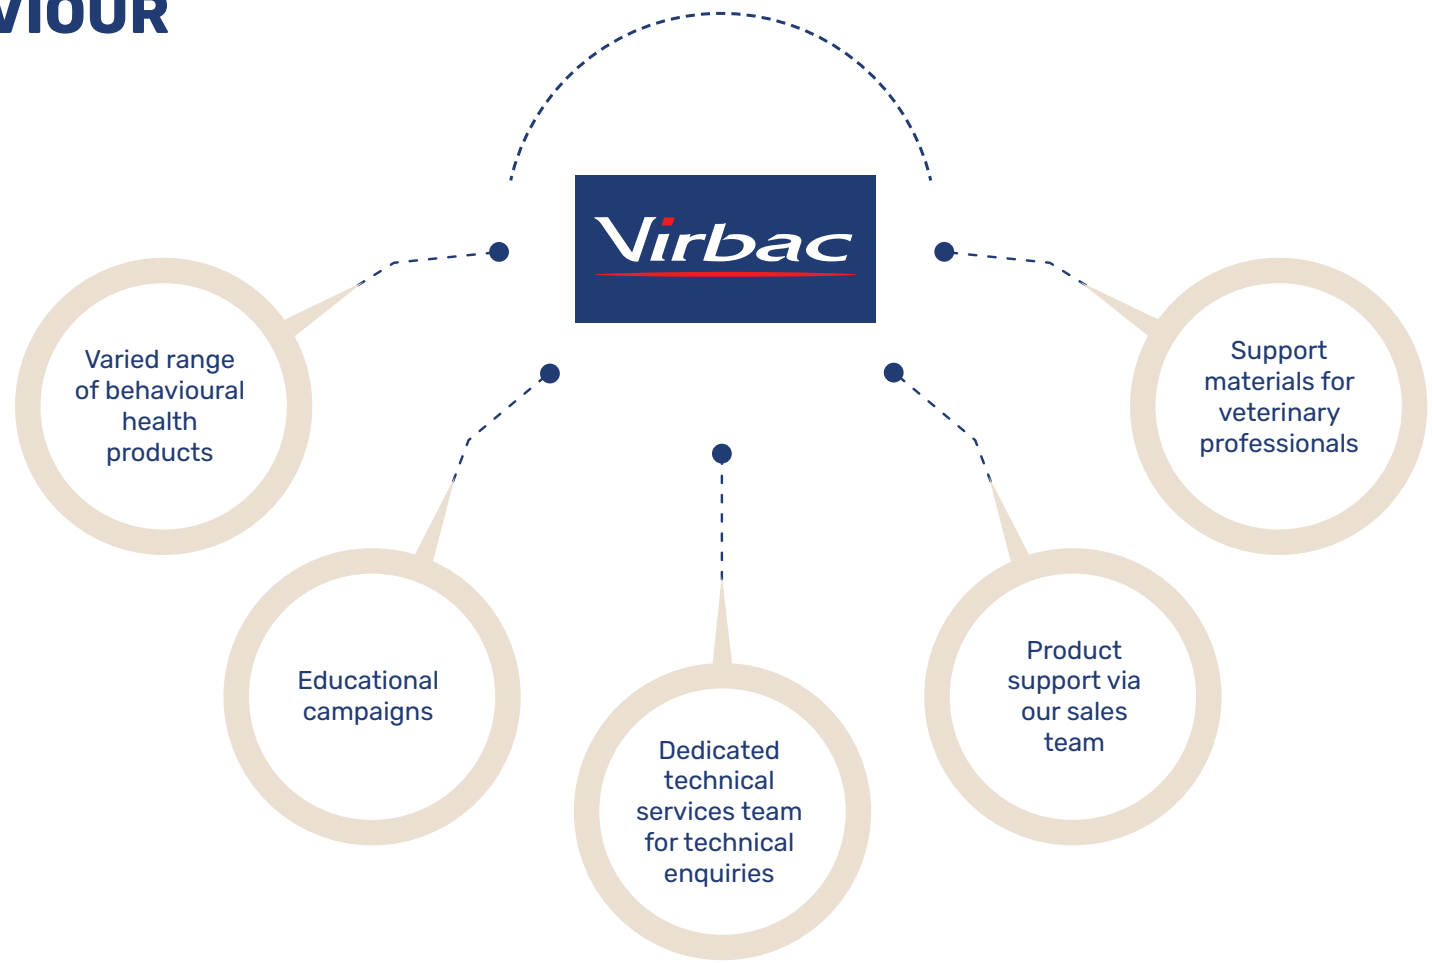 VIOUR
Virbac
Varied range
of behavioural
health
products
Educational
campaigns
Dedicated
technical
services team
for technical
enquiries
Product
support via
our sales
team
Support
materials for
veterinary
professionals